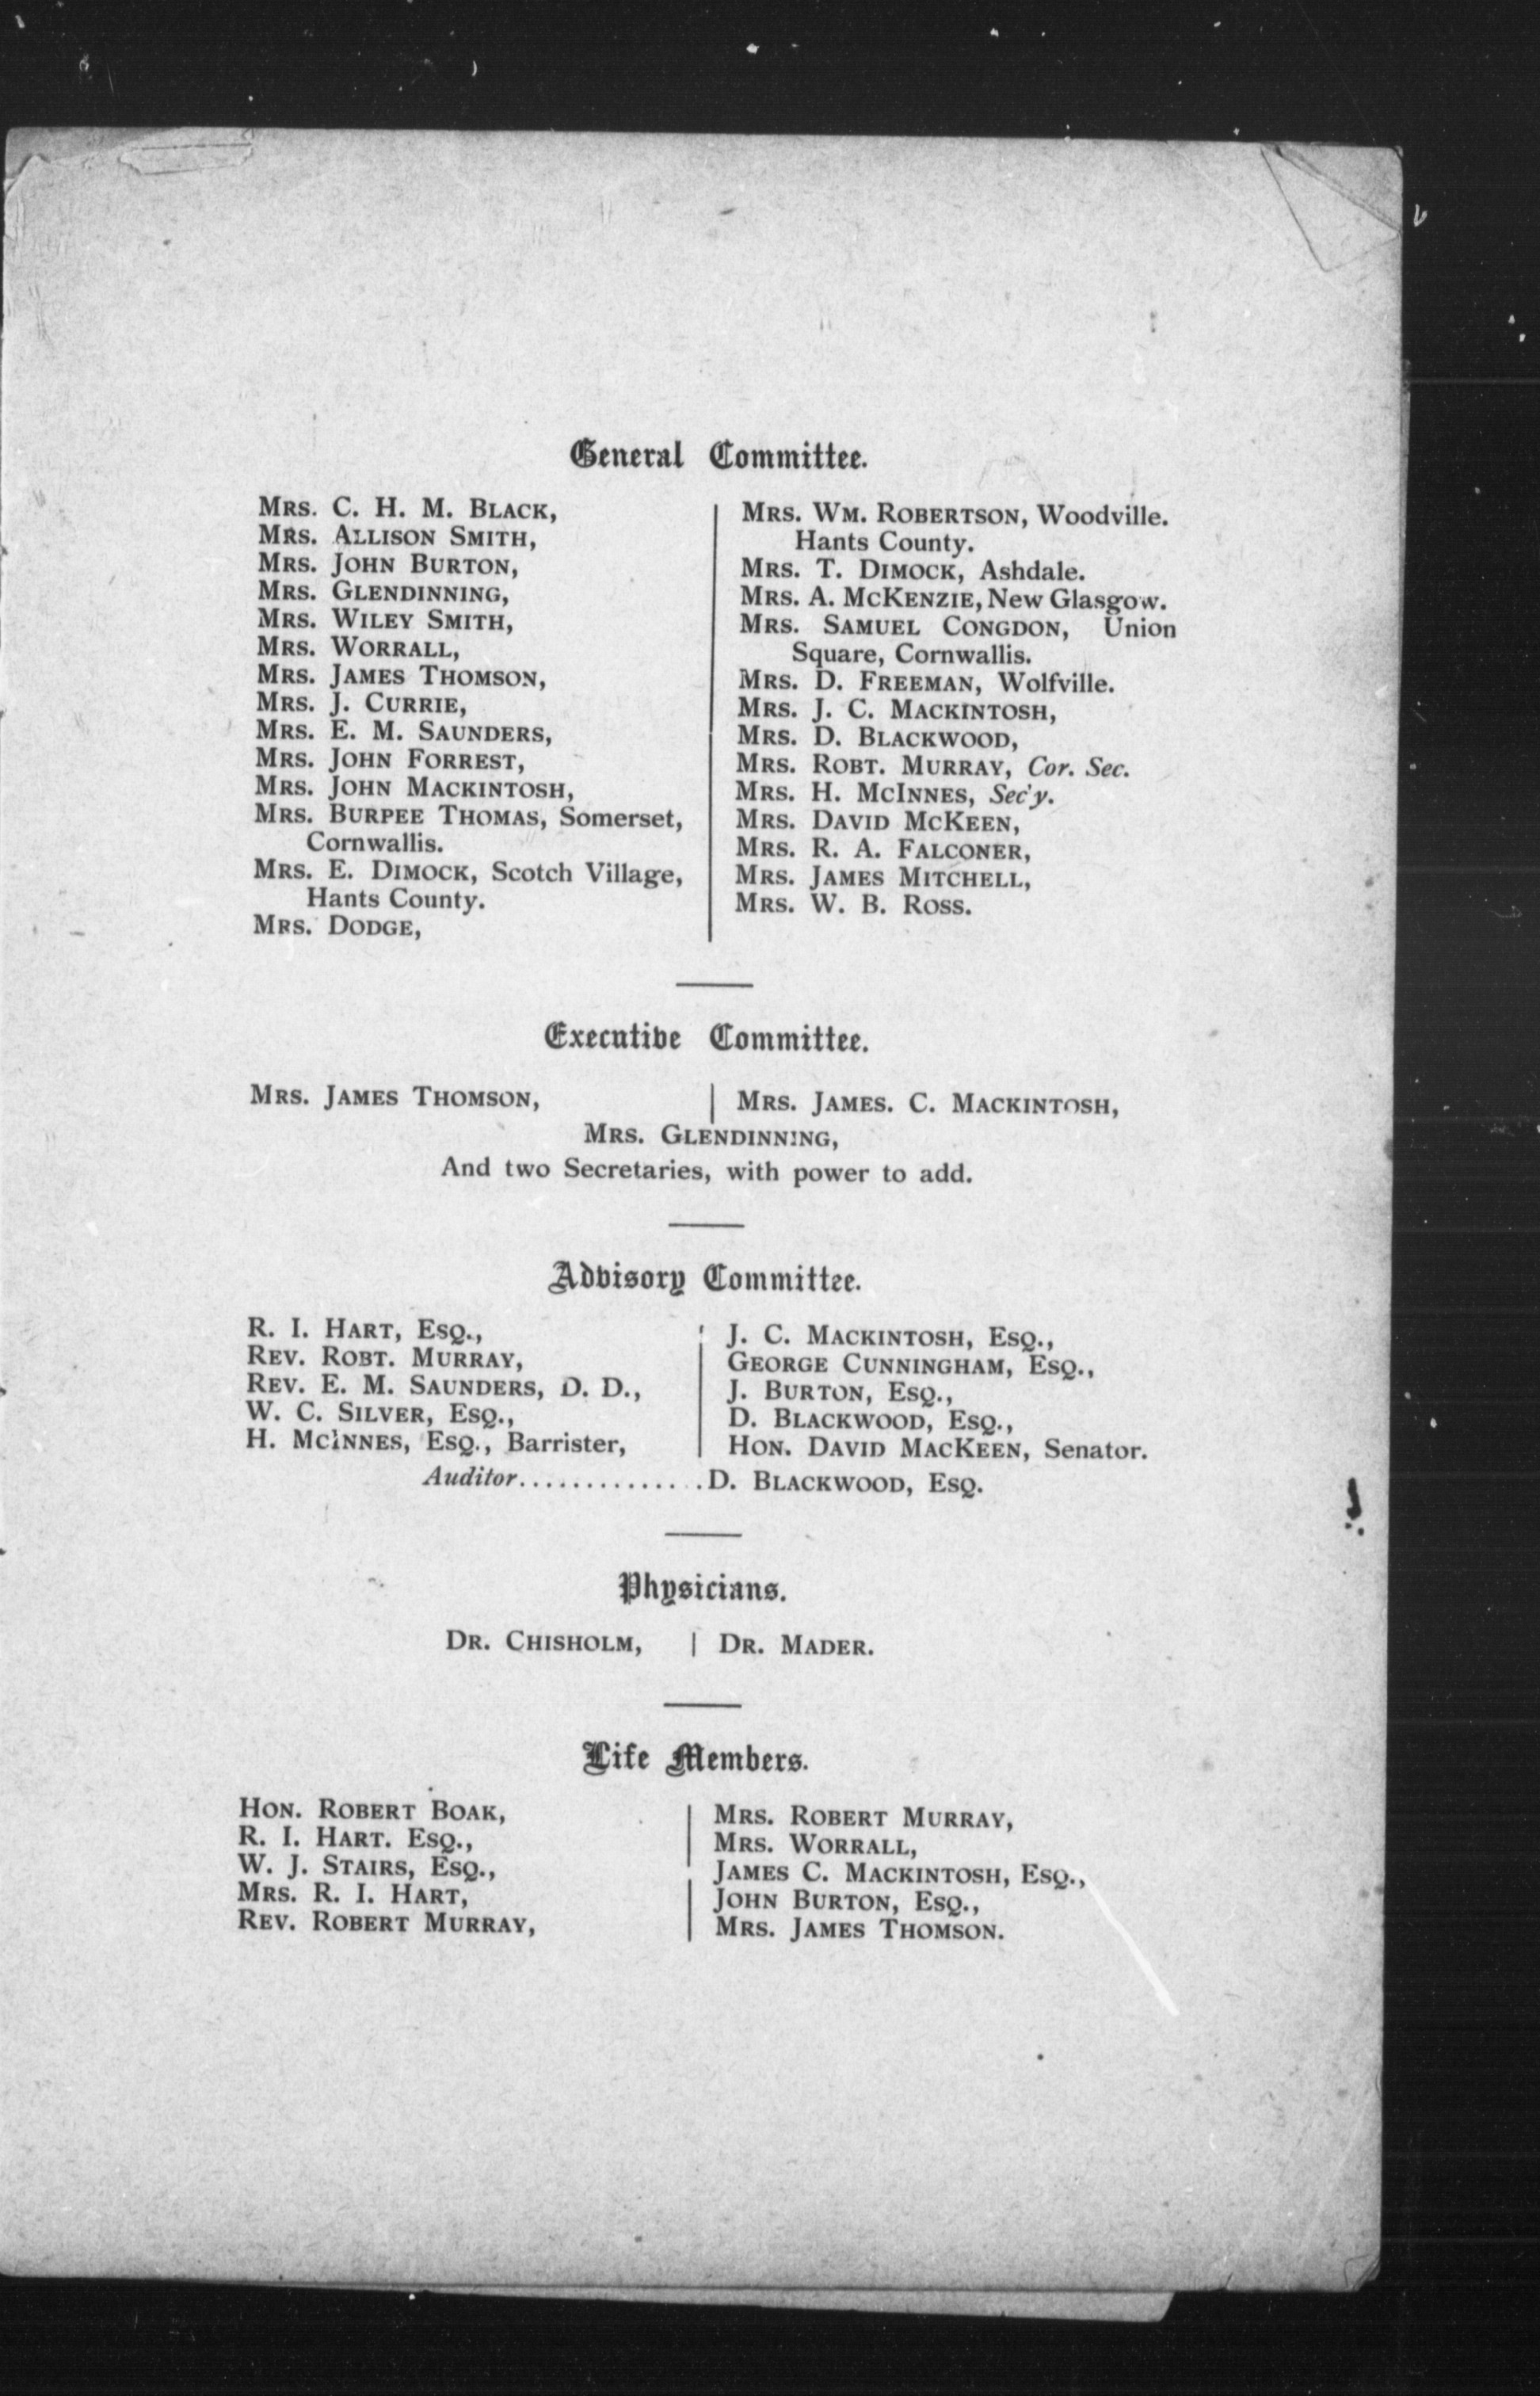 General Committee.
MRS. C. H. M. BLACK,
MRS. ALLISON SMITH,
MRS. JOHN BURTON,
MRS. GLENDINNING,
MRS. WILEY SMITH,
MRS. WORRALL,
MRS. JAMES THOMSON,
MRS. J. CURRIE,
MRS. E. M. SAUNDERS,
MRS. JOHN FORREST,
MRS. JOHN MACKINTOSH,
MRS. BURPEE THOMAS, Somerset,
Cornwallis.
MRS. E. DIMOCK, Scotch Village,
Hants County.
MRS. DODGE,
MRS. WM. ROBERTSON, Woodville.
Hants County.
MRS. T. DIMOCK, Ashdale.
MRS. A. MCKENZIE, New Glasgow.
MRS. SAMUEL CONGDON, Union
Square, Cornwallis.
MRS. D. FREEMAN, Wolfville.
MRS. J. C. MACKINTOSH,
MRS. D. BLACKWOOD,
MRS. ROBT. MURRAY, Cor. Sec.
MRS. H. MCINNES, Sec'y.
MRS. DAVID MCKEEN,
MRS. R. A. FALCONER,
MRS. JAMES MITCHELL,
MRS. W. B. ROSS.
Executive Committee.
MRS. JAMES THOMSON, | MRS. JAMES. C. MACKINTOSH,
MRS. GLENDINNING,
And two Secretaries, with power to add.
Advisory Committee.
R. I. HART, ESQ.,
REV. ROBT. MURRAY,
REV. E. M. SAUNDERS, D. D.,
W. C. SILVER, ESQ.,
H. MCINNES, ESQ., Barrister,
J. C. MACKINTOSH, ESQ.,
GEORGE CUNNINGHAM, ESQ.,
J. BURTON, ESQ.,
D. BLACKWOOD, ESQ.,
HON. DAVID MACKEEN, Senator.
Auditor...............D. BLACKWOOD, ESQ.
Physicians.
DR. CHISHOLM, | DR. MADER.
Life Members.
HON. ROBERT BOAK,
R. I. HART. ESQ.,
W. J. STAIRS, ESQ.,
MRS. R. I. HART,
REV. ROBERT MURRAY,
MRS. ROBERT MURRAY,
MRS. WORRALL,
JAMES C. MACKINTOSH, ESQ.,
JOHN BURTON, ESQ.,
MRS. JAMES THOMSON.